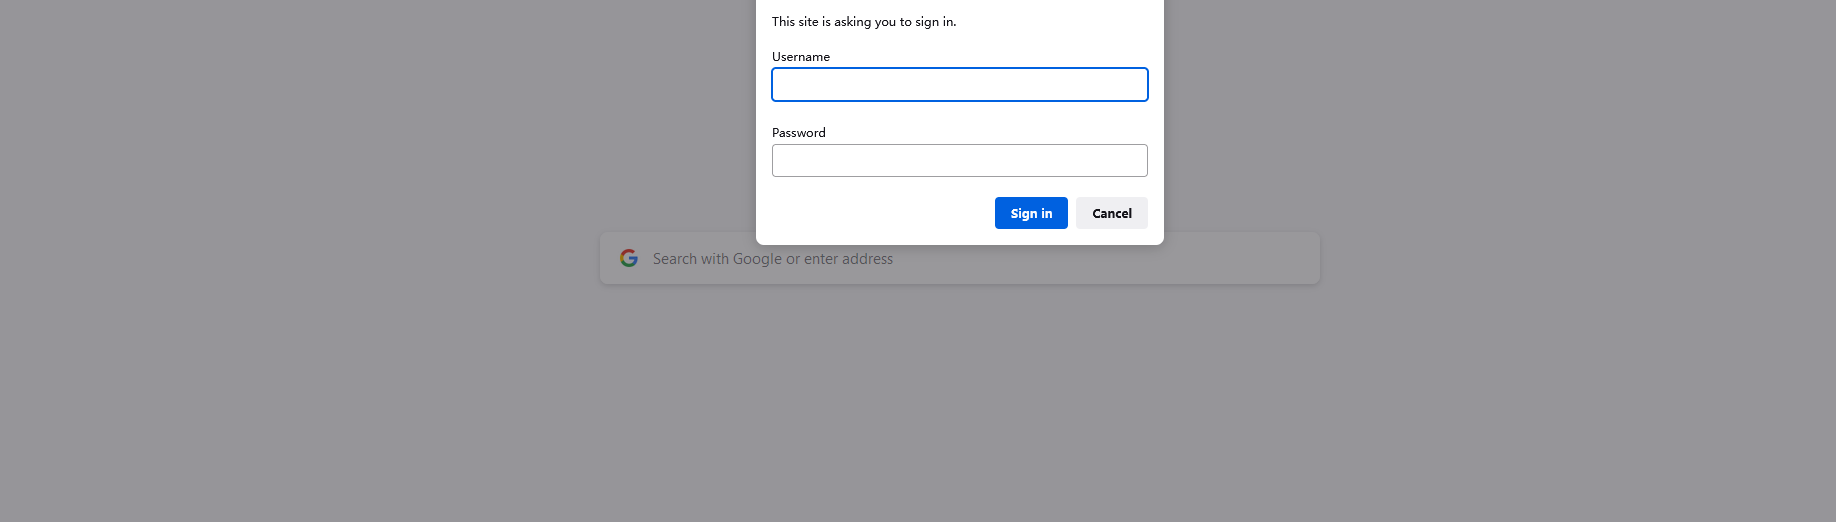 This site is asking you to sign in.
Username
Password
Sign in Cancel
Search with Google or enter address